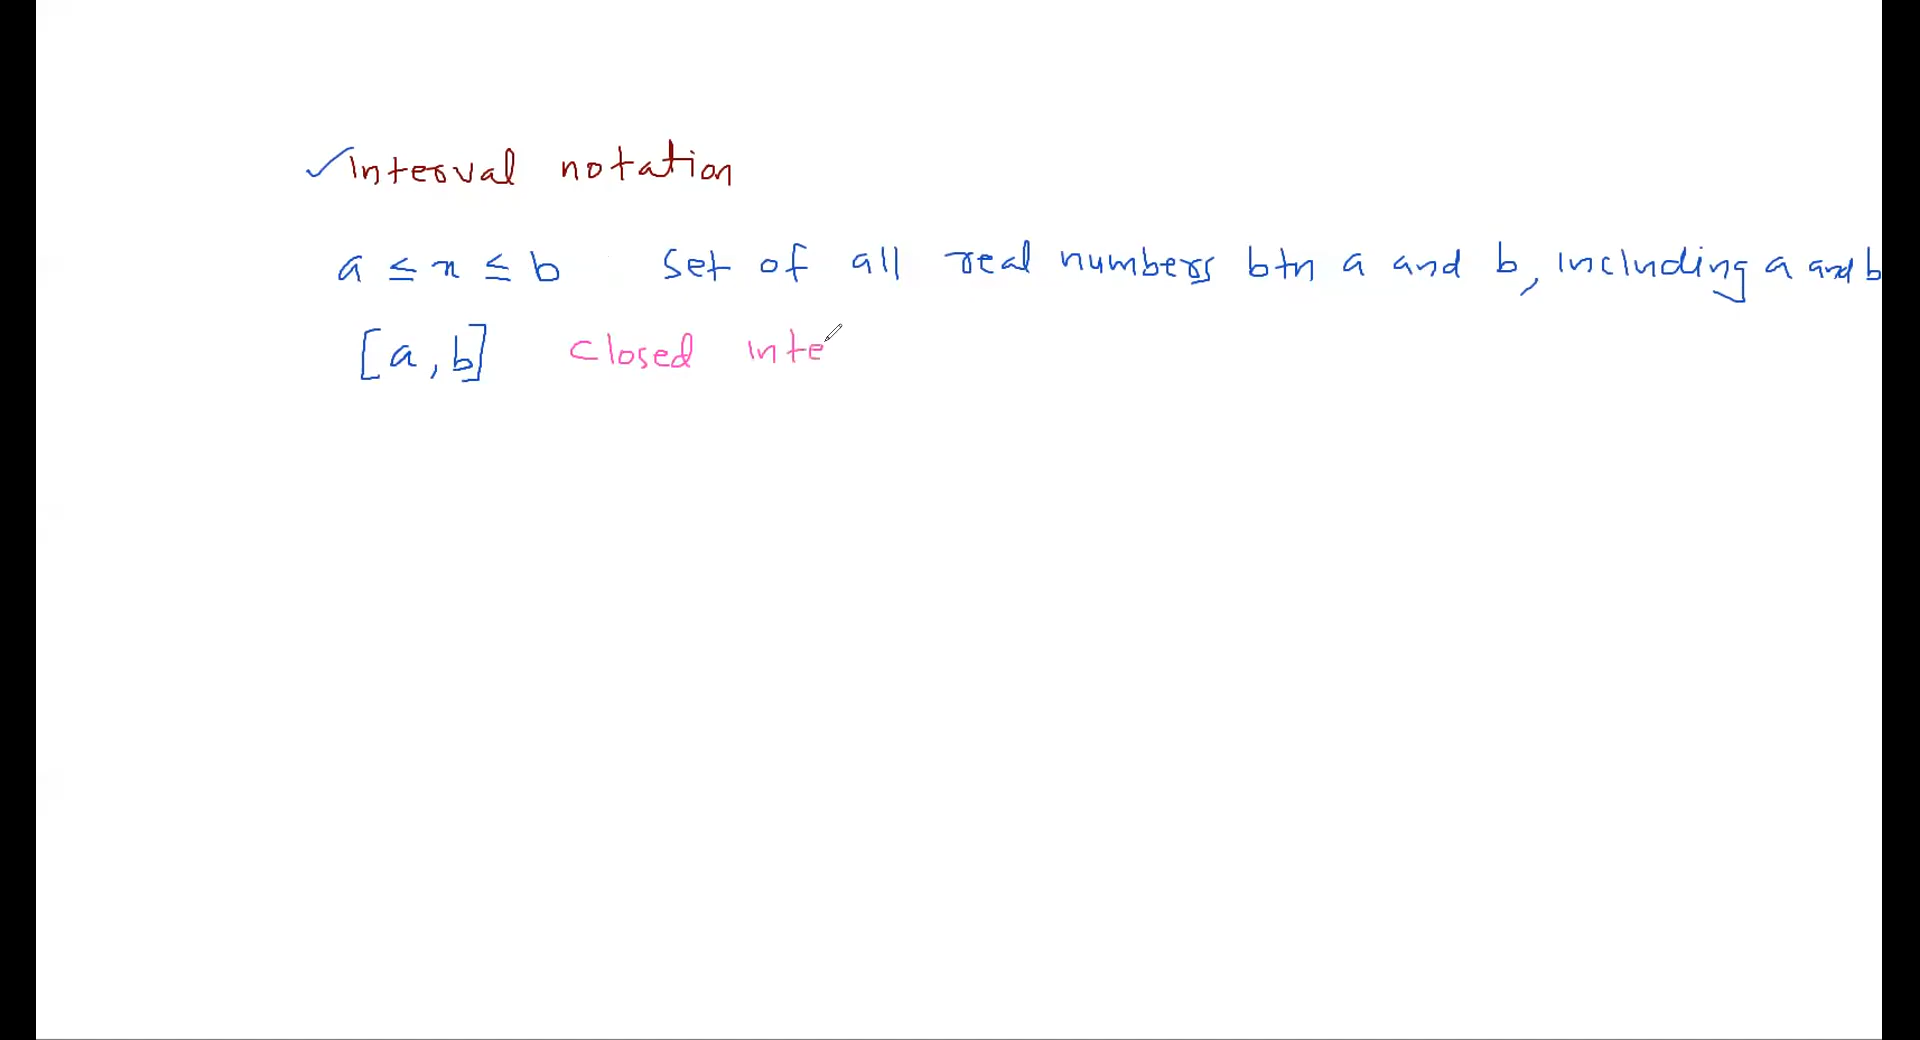 ✓Interval notation
a ≤ x ≤ b set of all real numbers btn a and b, including a and b
[a, b] closed inte